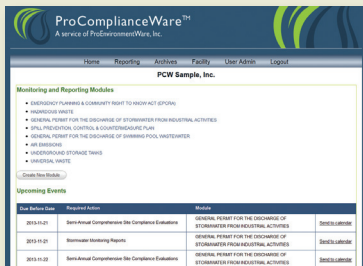 ProComplianceWare™
A service of ProEnvironmentWare, Inc.
Home Reporting Archives Facility User Admin Logout
PCW Sample, Inc.
Monitoring and Reporting Modules
EMERGENCY PLANNING & COMMUNITY RIGHT TO KNOW ACT (EPCRA)
HAZARDOUS WASTE
GENERAL PERMIT FOR THE DISCHARGE OF STORMWATER FROM INDUSTRIAL ACTIVITIES
SPILL PREVENTION, CONTROL & COUNTERMEASURE PLAN
GENERAL PERMIT FOR THE DISCHARGE OF SWIMMING POOL WASTEWATER
AIR EMISSIONS
UNDERGROUND STORAGE TANKS
UNIVERSAL WASTE
Create New Module
Upcoming Events
Due Before Date Required Action Module
2013-11-21 Semi-Annual Comprehensive Site Compliance Evaluations GENERAL PERMIT FOR THE DISCHARGE OF STORMWATER FROM INDUSTRIAL ACTIVITIES Send to calendar
2013-11-21 Stormwater Monitoring Reports GENERAL PERMIT FOR THE DISCHARGE OF STORMWATER FROM INDUSTRIAL ACTIVITIES Send to calendar
2013-11-22 Semi-Annual Comprehensive Site Compliance Evaluations GENERAL PERMIT FOR THE DISCHARGE OF STORMWATER FROM INDUSTRIAL ACTIVITIES Send to calendar